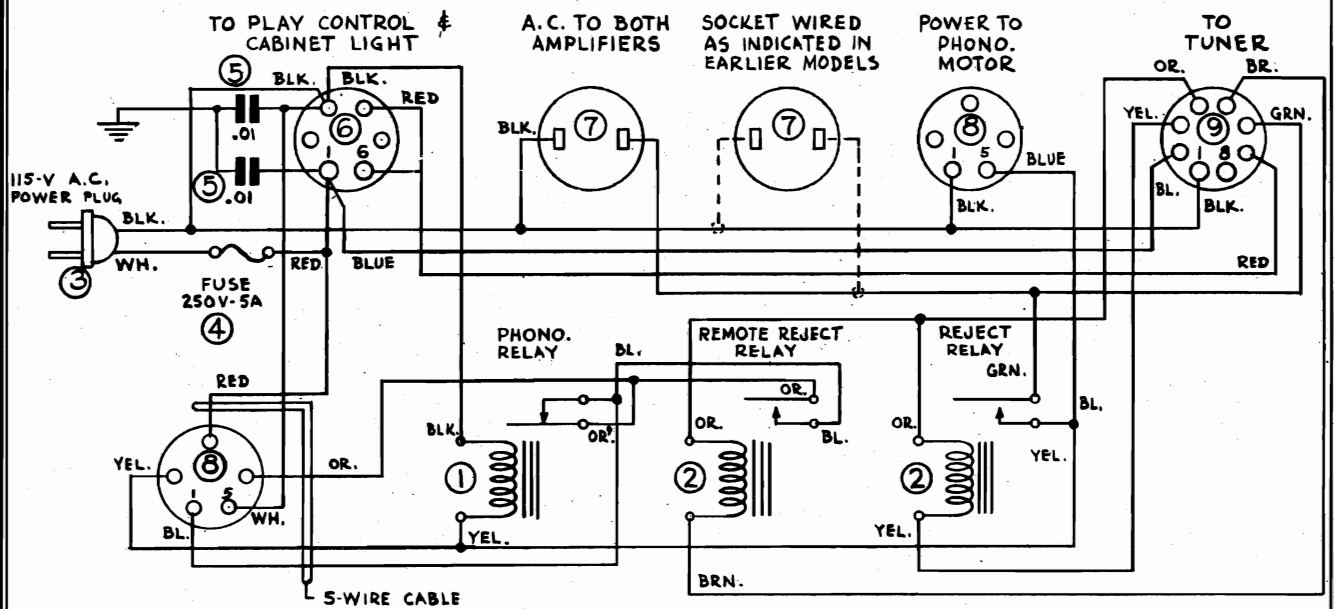 TO PLAY CONTROL &
CABINET LIGHT
A.C. TO BOTH
AMPLIFIERS
SOCKET WIRED
AS INDICATED IN
EARLIER MODELS
POWER TO
PHONO.
MOTOR
TO
TUNER
5
BLK.
BLK.
RED
.01
6
1
6
5
.01
BLK.
7
7
8
1
5
BLUE
BLK.
OR.
BR.
YEL.
GRN.
9
1
8
BL.
BLK.
115-V A.C.
POWER PLUG
BLK.
WH.
3
RED
BLUE
RED
FUSE
250V-5A
4
PHONO.
RELAY
BL.
REMOTE REJECT
RELAY
REJECT
RELAY
GRN.
RED
OR.
OR.
BL.
BLK.
OR.
BL.
OR.
YEL.
YEL.
8
OR.
1
2
2
1
5
WH.
BL.
YEL.
YEL.
BRN.
5-WIRE CABLE